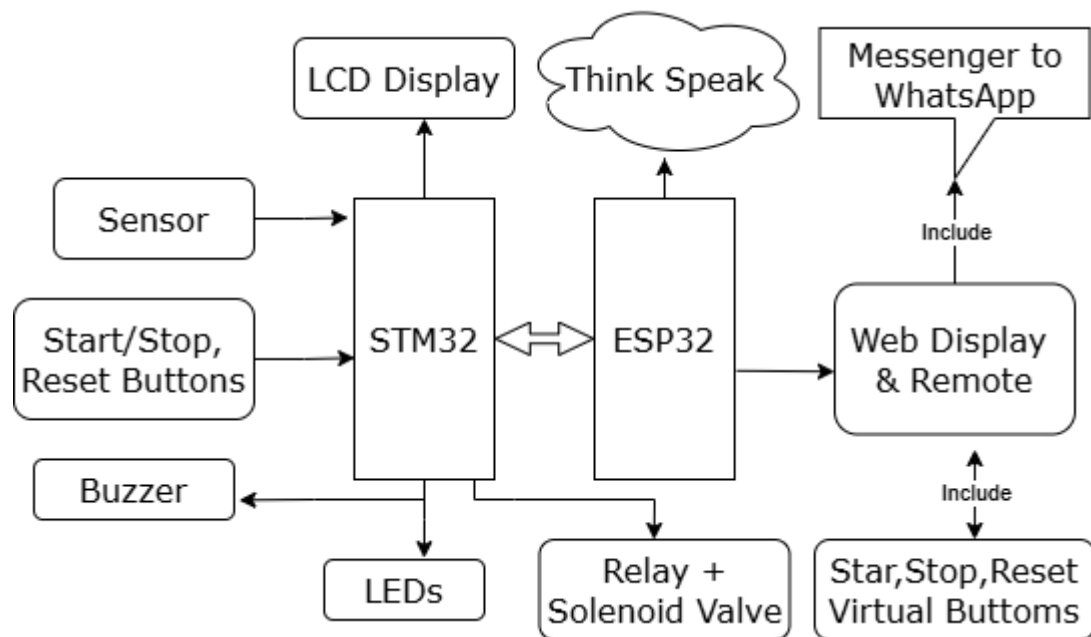 LCD Display
Think Speak
Messenger to
WhatsApp
Sensor
Include
Start/Stop,
Reset Buttons
STM32
ESP32
Web Display
& Remote
Buzzer
Include
LEDs
Relay +
Solenoid Valve
Star,Stop,Reset
Virtual Buttoms